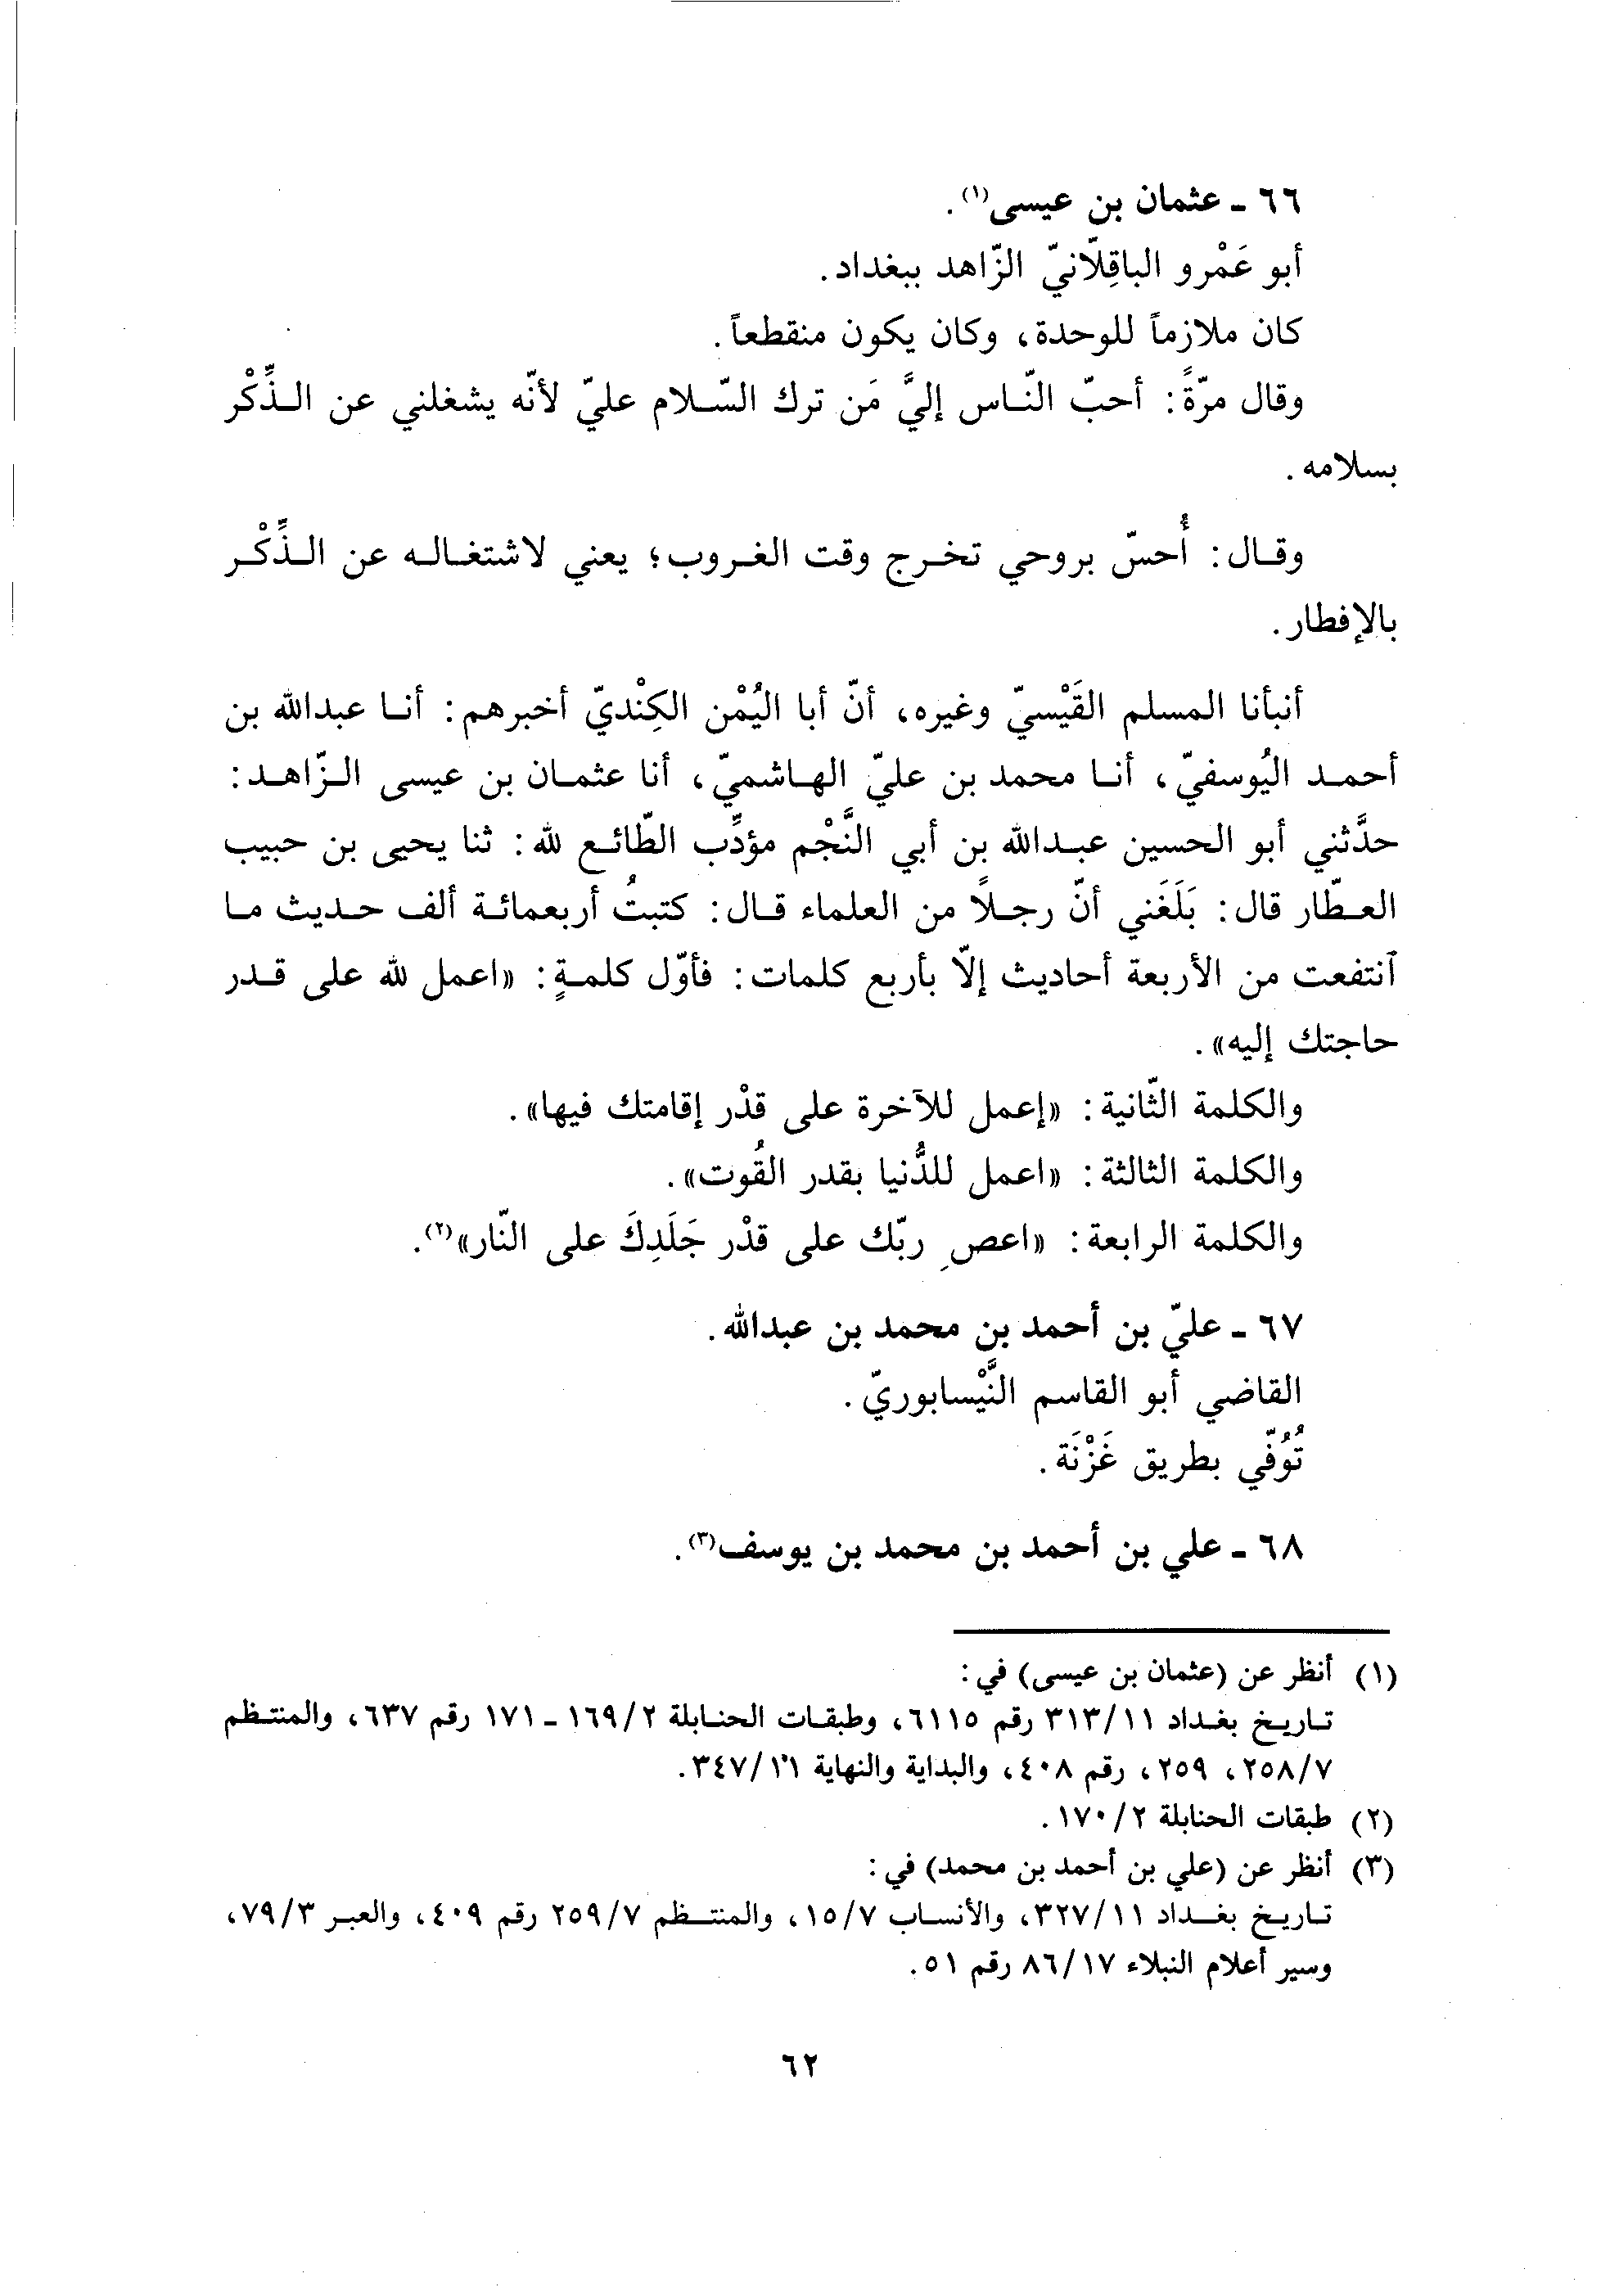 ٦٦ ـ عثمان بن عيسى(١).
أبو عَمْرو الباقِلّانيّ الزّاهد ببغداد.
كان ملازماً للوحدة، وكان يكون منقطعاً.
وقال مرّةً: أحبّ النّاس إليَّ مَن ترك السّلام عليّ لأنّه يشغلني عن الذِّكْر
بسلامه.
وقال: أُحسّ بروحي تخرج وقت الغروب؛ يعني لاشتغاله عن الذِّكْر
بالإفطار.
أنبأنا المسلم القَيْسيّ وغيره، أنّ أبا اليُمْن الكِنْديّ أخبرهم: أنا عبدالله بن
أحمد اليُوسفيّ، أنا محمد بن عليّ الهاشميّ، أنا عثمان بن عيسى الزّاهد:
حدَّثني أبو الحسين عبدالله بن أبي النَّجْم مؤدِّب الطّائع لله: ثنا يحيى بن حبيب
العطّار قال: بَلَغَني أنّ رجلاً من العلماء قال: كتبتُ أربعمائة ألف حديث ما
آنتفعت من الأربعة أحاديث إلّا بأربع كلمات: فأوّل كلمةٍ: «اعمل لله على قدر
حاجتك إليه».
والكلمة الثّانية: «إعمل للآخرة على قدْر إقامتك فيها».
والكلمة الثالثة: «اعمل للدُّنيا بقدر القُوت».
والكلمة الرابعة: «اعصِ ربّك على قدْر جَلَدِكَ على النّار»(٢).
٦٧ ـ عليّ بن أحمد بن محمد بن عبدالله.
القاضي أبو القاسم النَّيْسابوريّ.
تُوُفّي بطريق غَزْنَة.
٦٨ ـ علي بن أحمد بن محمد بن يوسف(٣).
(١) أنظر عن (عثمان بن عيسى) في:
تاريخ بغداد ٣١٣/١١ رقم ٦١١٥، وطبقات الحنابلة ١٦٩/٢ ـ ١٧١ رقم ٦٣٧، والمنتظم
٢٥٨/٧، ٢٥٩، رقم ٤٠٨، والبداية والنهاية ٣٤٧/١١.
(٢) طبقات الحنابلة ١٧٠/٢.
(٣) أنظر عن (علي بن أحمد بن محمد) في:
تاريخ بغداد ٣٢٧/١١، والأنساب ١٥/٧، والمنتظم ٢٥٩/٧ رقم ٤٠٩، والعبر ٧٩/٣،
وسير أعلام النبلاء ٨٦/١٧ رقم ٥١.
٦٢